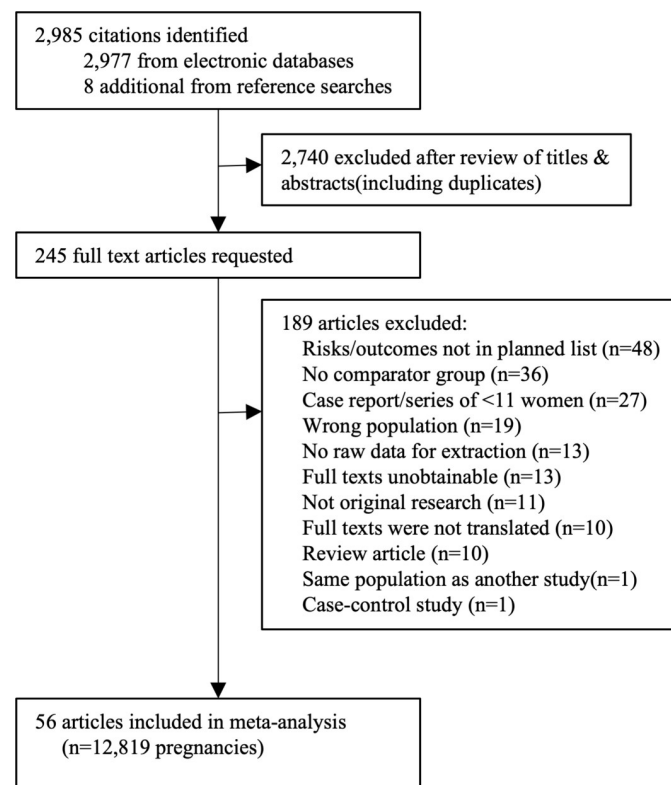 2,985 citations identified
2,977 from electronic databases
8 additional from reference searches
2,740 excluded after review of titles &
abstracts(including duplicates)
245 full text articles requested
189 articles excluded:
Risks/outcomes not in planned list (n=48)
No comparator group (n=36)
Case report/series of <11 women (n=27)
Wrong population (n=19)
No raw data for extraction (n=13)
Full texts unobtainable (n=13)
Not original research (n=11)
Full texts were not translated (n=10)
Review article (n=10)
Same population as another study(n=1)
Case-control study (n=1)
56 articles included in meta-analysis
(n=12,819 pregnancies)